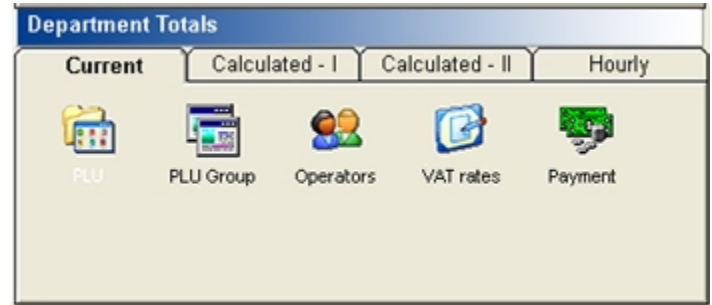 Department Totals
Current Calculated - I Calculated - II Hourly
PLU PLU Group Operators VAT rates Payment